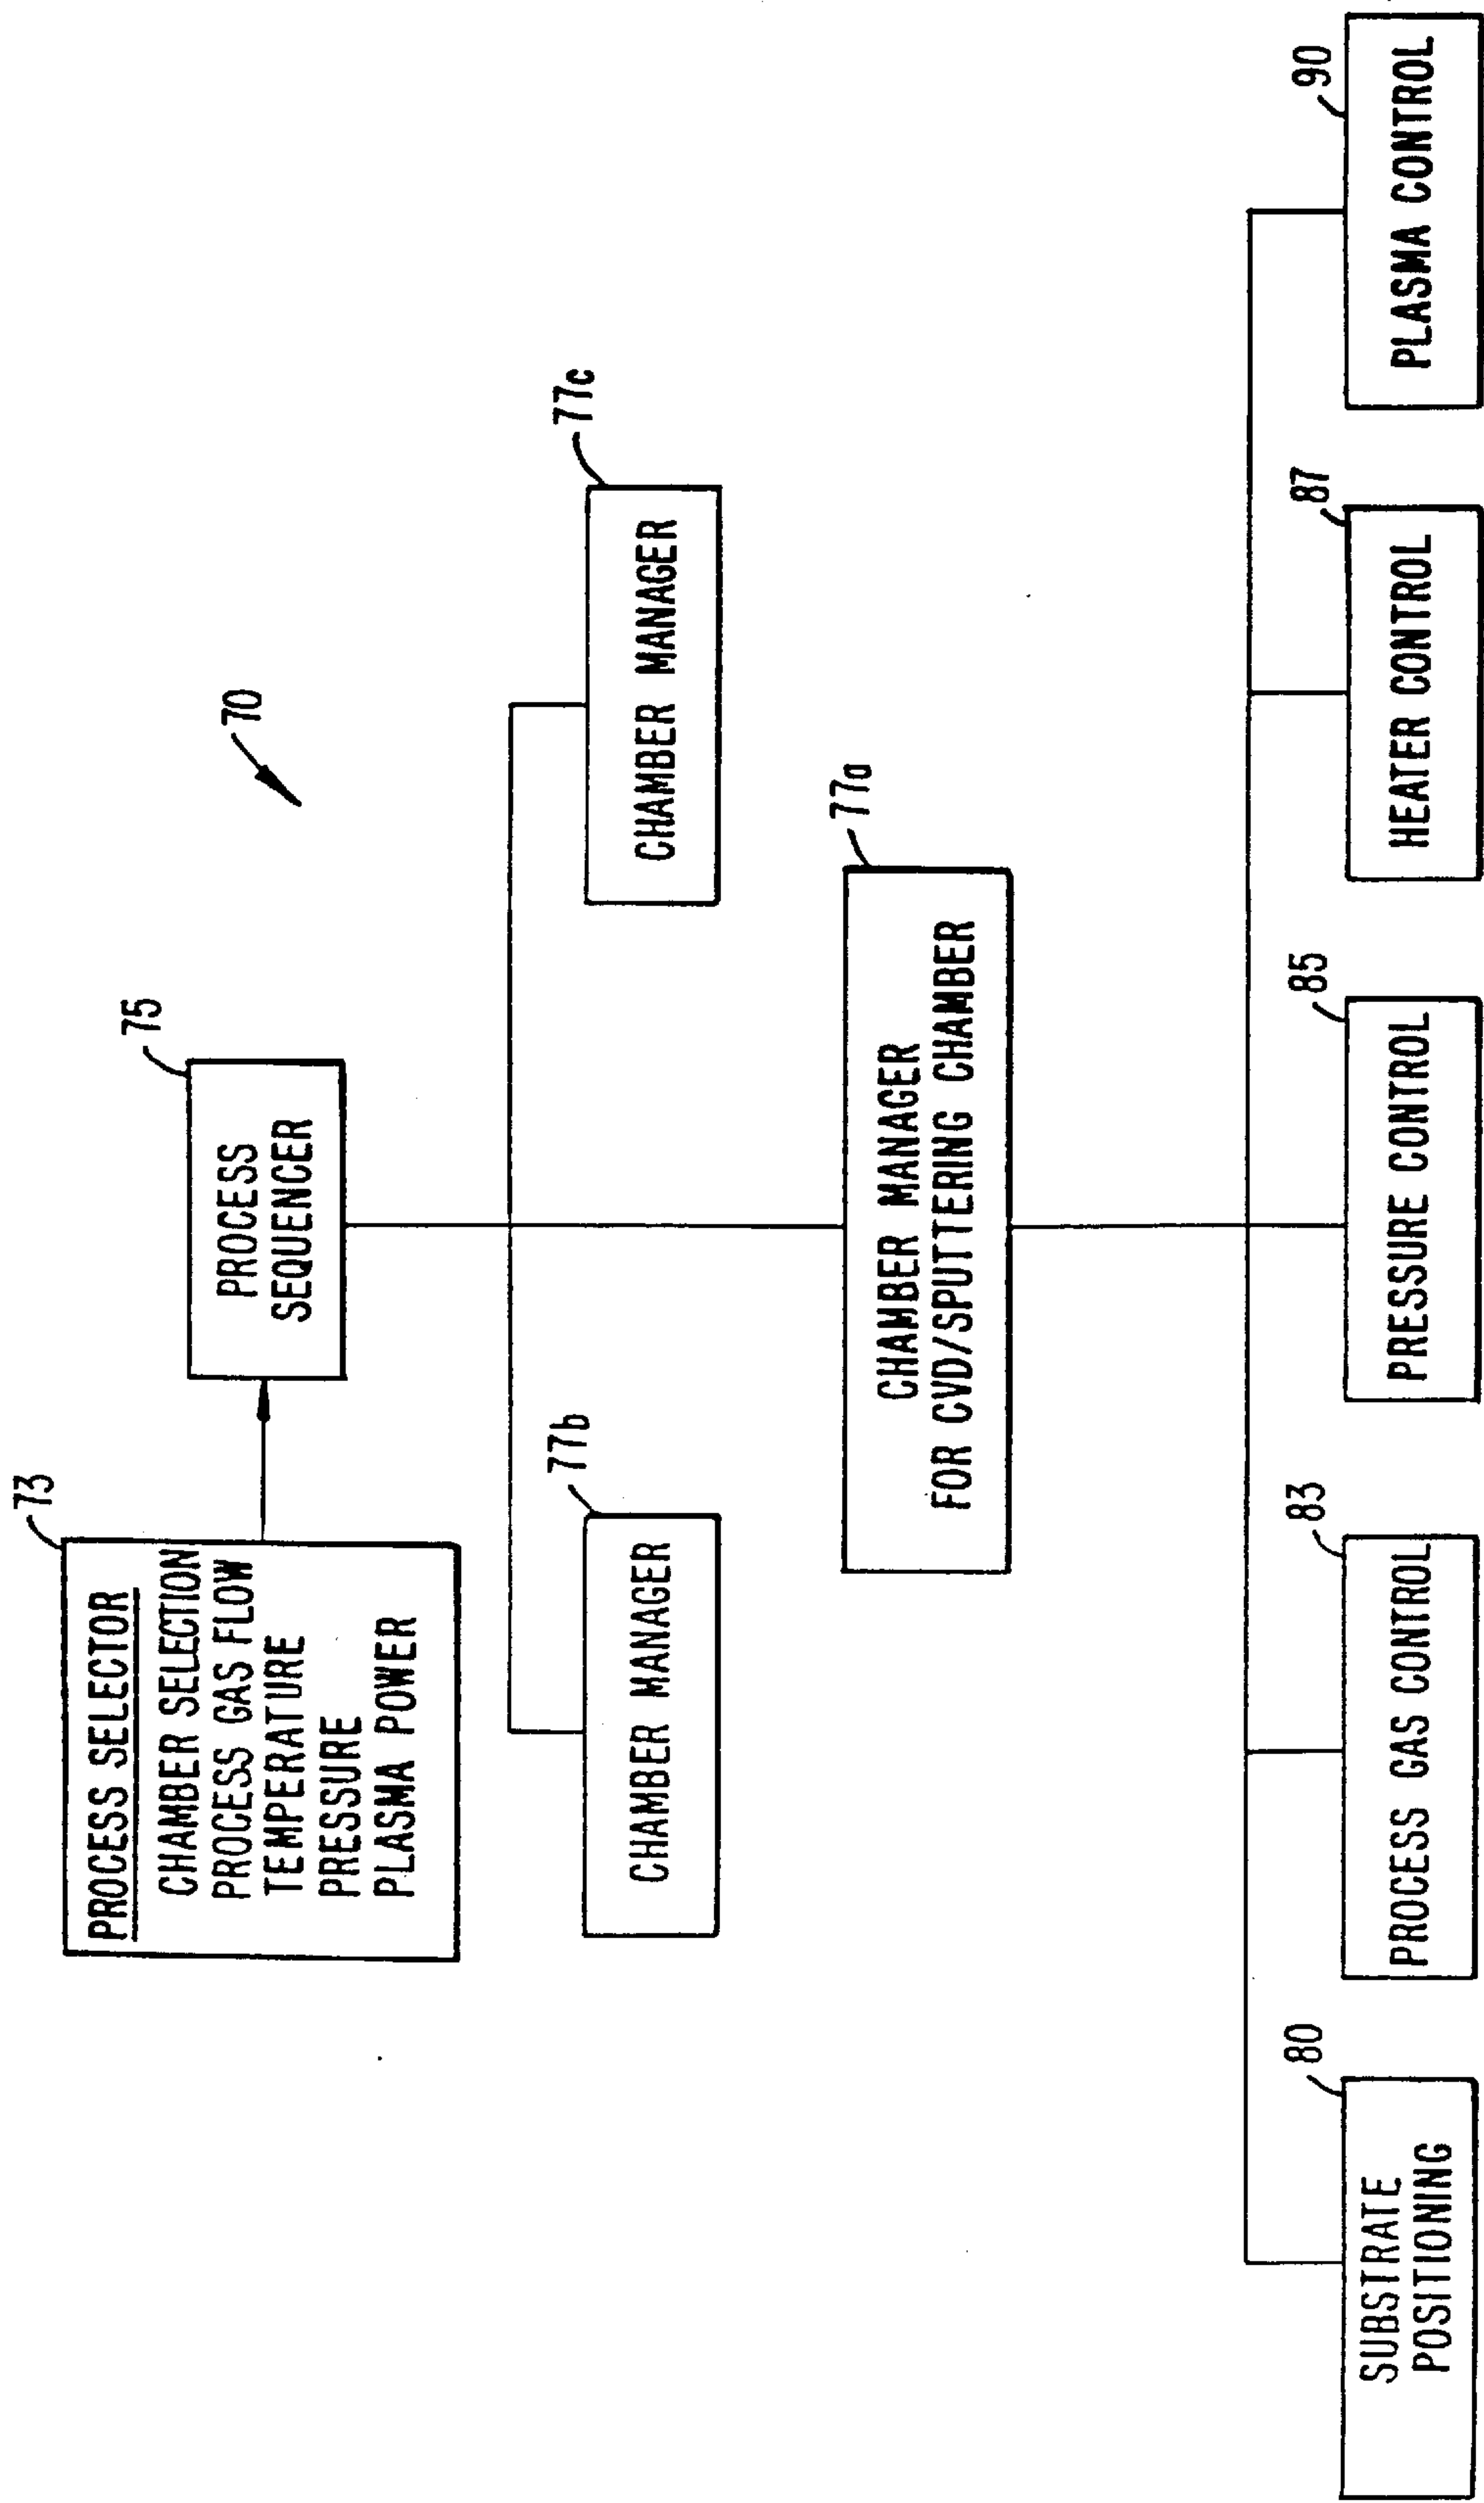 73
PROCESS SELECTOR
CHAMBER SELECTION
PROCESS GAS FLOW
TEMPERATURE
PRESSURE
PLASMA POWER
75
PROCESS
SEQUENCER
70
77b
CHAMBER MANAGER
77c
CHAMBER MANAGER
77a
CHAMBER MANAGER
FOR CVD/SPUTTERING CHAMBER
80
SUBSTRATE
POSITIONING
83
PROCESS GAS CONTROL
85
PRESSURE CONTROL
87
HEATER CONTROL
90
PLASMA CONTROL